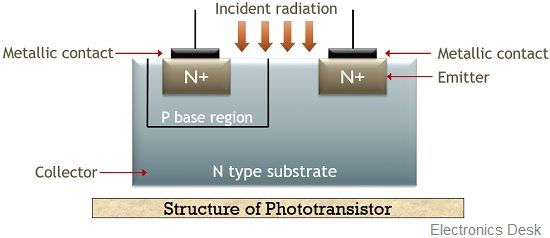 Incident radiation
Metallic contact
Metallic contact
N+
N+
Emitter
P base region
Collector
N type substrate
Structure of Phototransistor
Electronics Desk